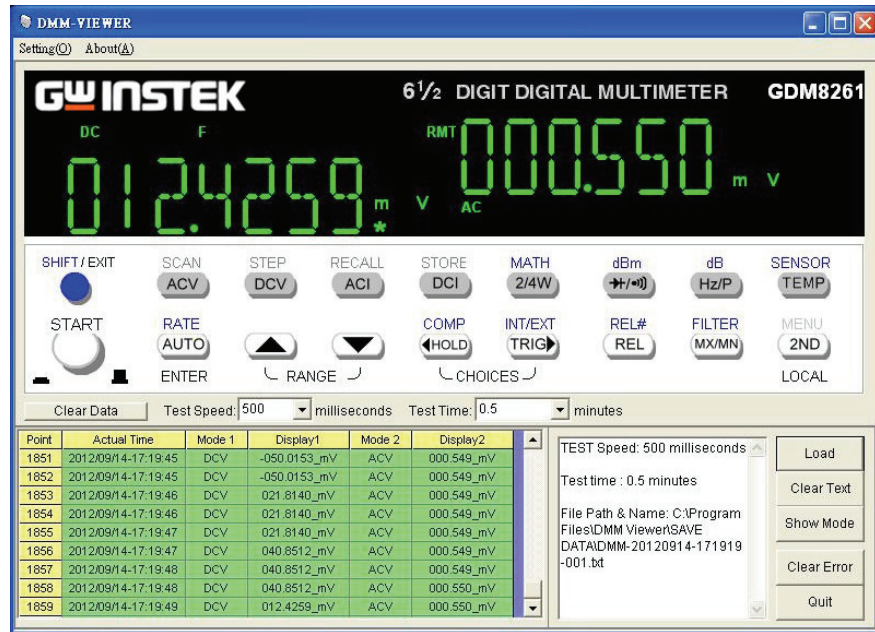 DMM-VIEWER
Setting(O) About(A)
GW INSTEK 6½ DIGIT DIGITAL MULTIMETER GDM8261
DC F RMT
012.4259 m V * 000.550 m V
AC
SHIFT / EXIT SCAN STEP RECALL STORE MATH dBm dB SENSOR
ACV DCV ACI DCI 2/4W Hz/P TEMP
START RATE COMP INT/EXT REL# FILTER MENU
AUTO HOLD TRIG REL MX/MN 2ND
ENTER RANGE CHOICES LOCAL
Clear Data Test Speed: 500 milliseconds Test Time: 0.5 minutes
Point Actual Time Mode 1 Display1 Mode 2 Display2
1851 2012/09/14-17:19:45 DCV -050.0153_mV ACV 000.549_mV
1852 2012/09/14-17:19:45 DCV -050.0153_mV ACV 000.549_mV
1853 2012/09/14-17:19:46 DCV 021.8140_mV ACV 000.549_mV
1854 2012/09/14-17:19:46 DCV 021.8140_mV ACV 000.549_mV
1855 2012/09/14-17:19:47 DCV 021.8140_mV ACV 000.549_mV
1856 2012/09/14-17:19:47 DCV 040.8512_mV ACV 000.549_mV
1857 2012/09/14-17:19:48 DCV 040.8512_mV ACV 000.549_mV
1858 2012/09/14-17:19:48 DCV 040.8512_mV ACV 000.550_mV
1859 2012/09/14-17:19:49 DCV 012.4259_mV ACV 000.550_mV
TEST Speed: 500 milliseconds
Test time : 0.5 minutes
File Path & Name: C:\Program
Files\DMM Viewer\SAVE
DATA\DMM-20120914-171919
-001.txt
Load
Clear Text
Show Mode
Clear Error
Quit